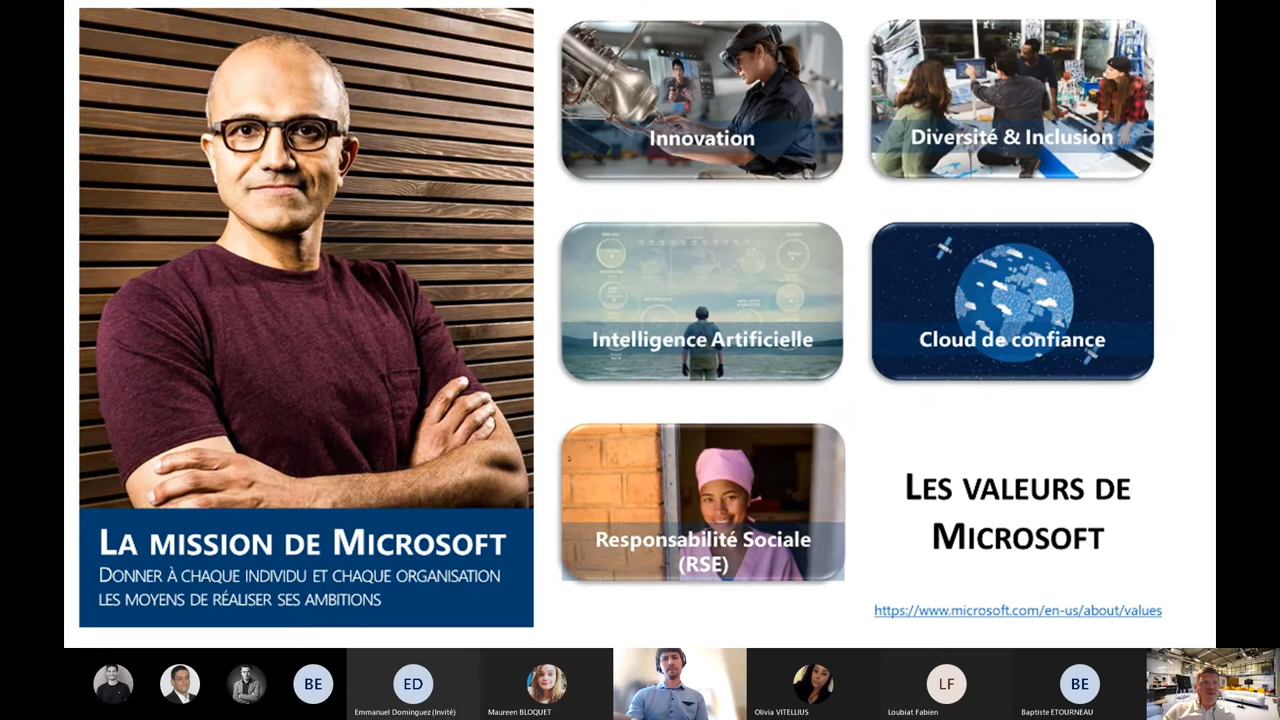 Innovation
Diversité & Inclusion
Intelligence Artificielle
Cloud de confiance
Responsabilité Sociale
(RSE)
LES VALEURS DE
MICROSOFT
https://www.microsoft.com/en-us/about/values
LA MISSION DE MICROSOFT
DONNER À CHAQUE INDIVIDU ET CHAQUE ORGANISATION
LES MOYENS DE RÉALISER SES AMBITIONS
BE
ED
LF
BE
Emmanuel Dominguez (Invité)
Maureen BLOQUET
Olivia VITELLIUS
Loubiat Fabien
Baptiste ETOURNEAU